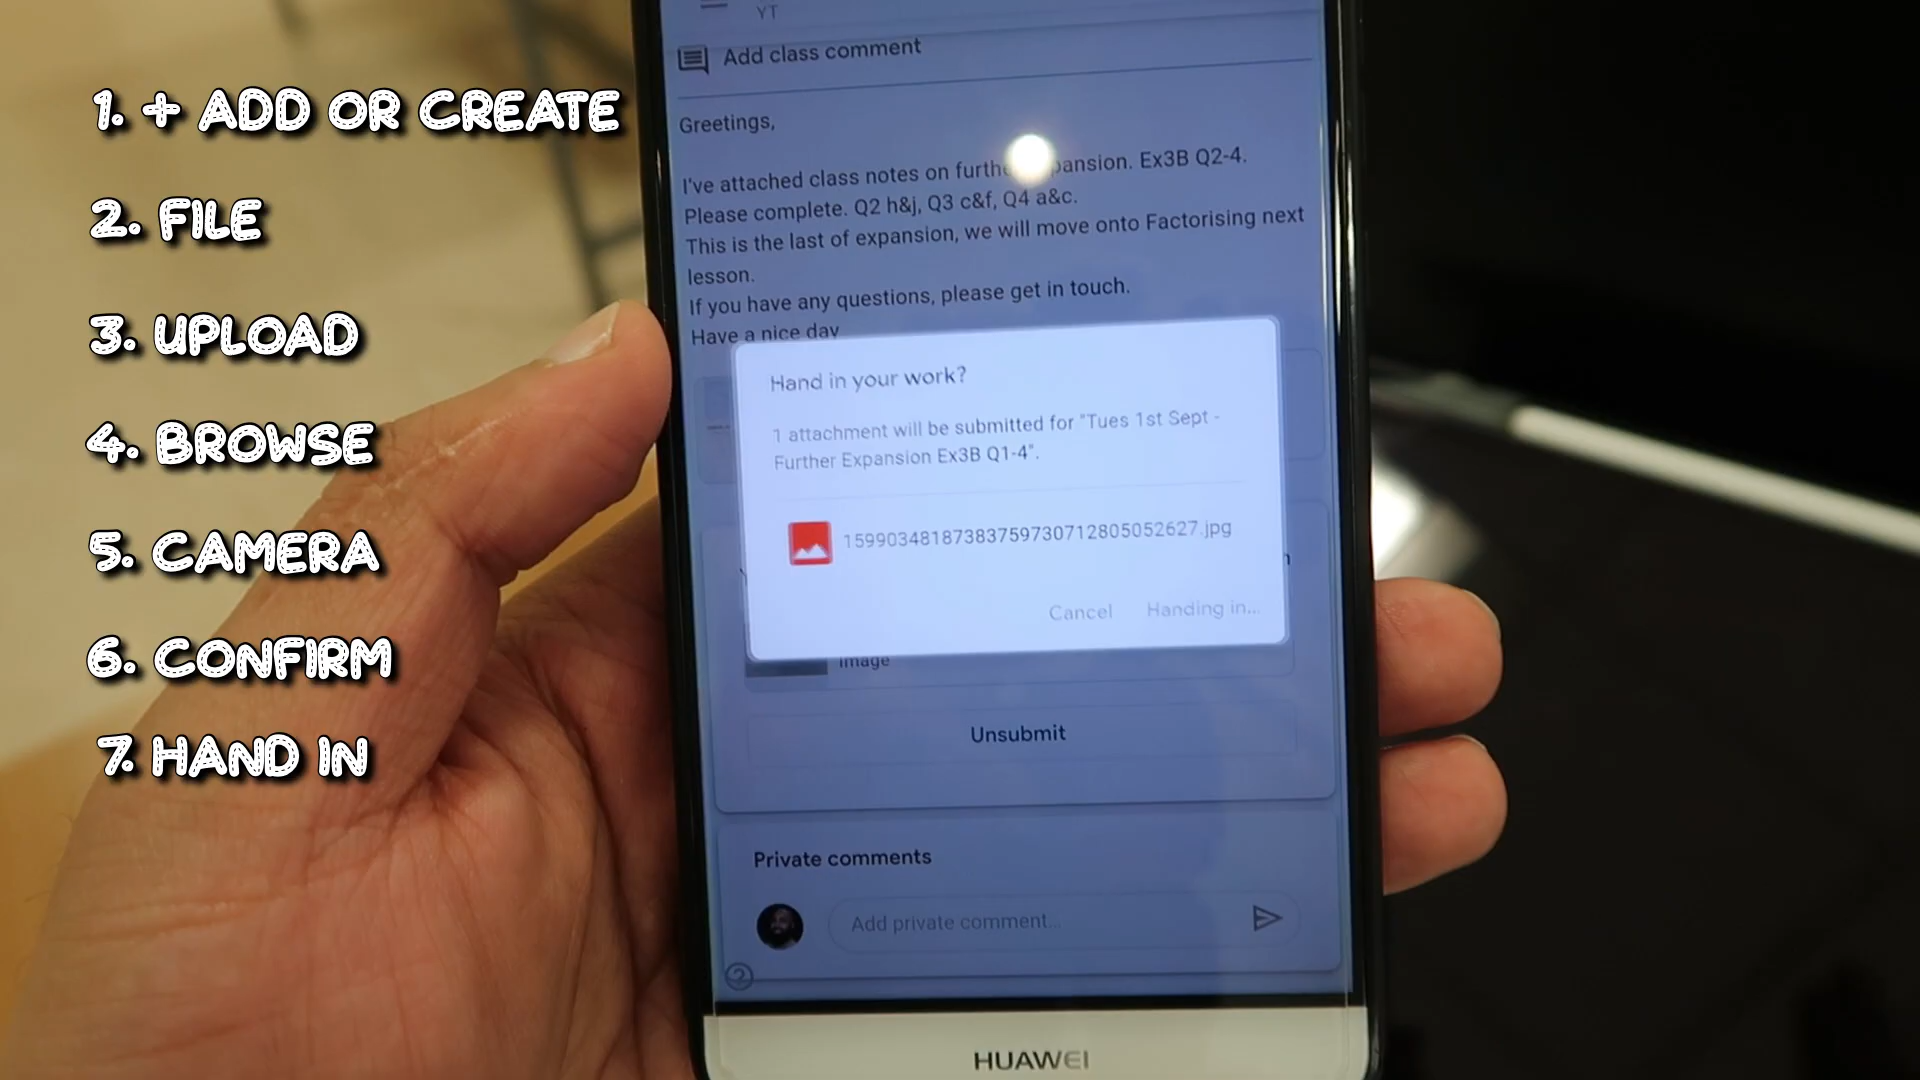 1. + ADD OR CREATE
2. FILE
3. UPLOAD
4. BROWSE
5. CAMERA
6. CONFIRM
7. HAND IN
YT
Add class comment
Greetings,
I've attached class notes on further expansion. Ex3B Q2-4.
Please complete. Q2 h&j, Q3 c&f, Q4 a&c.
This is the last of expansion, we will move onto Factorising next
lesson.
If you have any questions, please get in touch.
Have a nice day
Hand in your work?
1 attachment will be submitted for "Tues 1st Sept -
Further Expansion Ex3B Q1-4".
15990348187383759730712805052627.jpg
Cancel Handing in...
Image
Unsubmit
Private comments
Add private comment...
HUAWEI